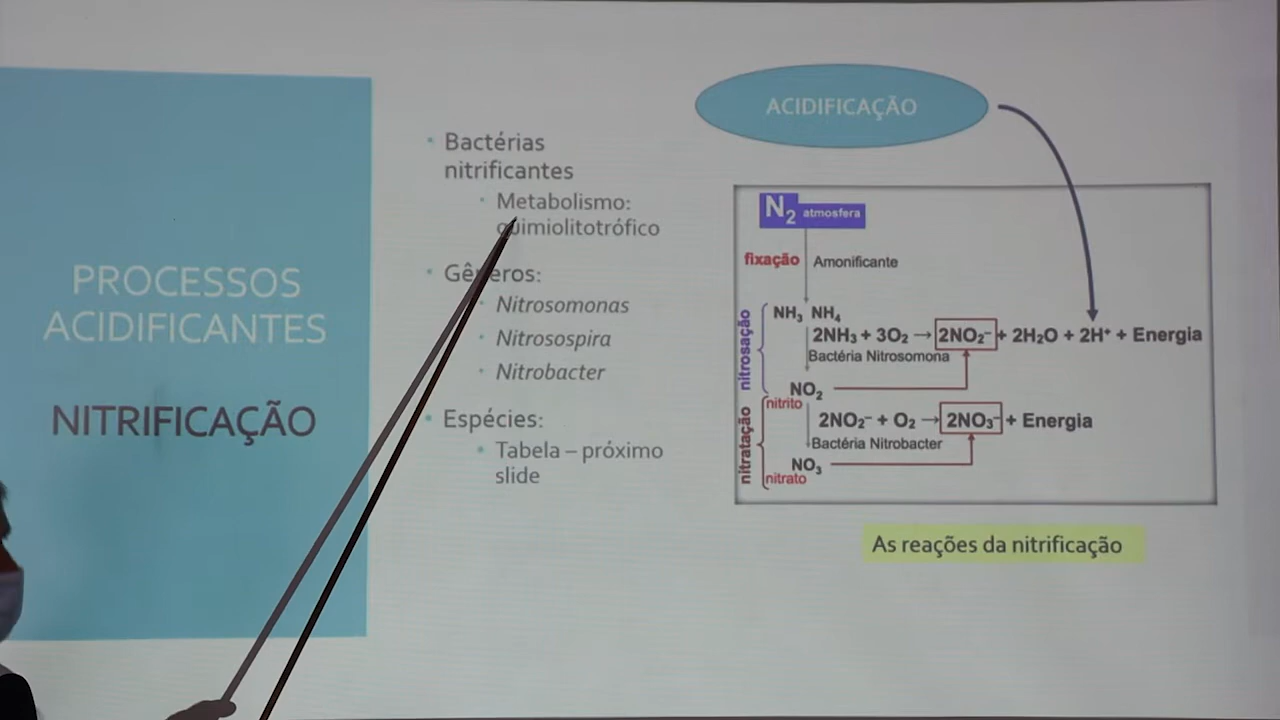 PROCESSOS
ACIDIFICANTES
NITRIFICAÇÃO
Bactérias
nitrificantes
Metabolismo:
quimiolitotrófico
Gêneros:
Nitrosomonas
Nitrosospira
Nitrobacter
Espécies:
Tabela – próximo
slide
ACIDIFICAÇÃO
N₂ atmosfera
fixação Amonificante
nitrosação
NH₃ NH₄
2NH₃ + 3O₂ → 2NO₂⁻ + 2H₂O + 2H⁺ + Energia
Bactéria Nitrosomona
NO₂
nitrito
nitratação
2NO₂⁻ + O₂ → 2NO₃⁻ + Energia
Bactéria Nitrobacter
NO₃
nitrato
As reações da nitrificação